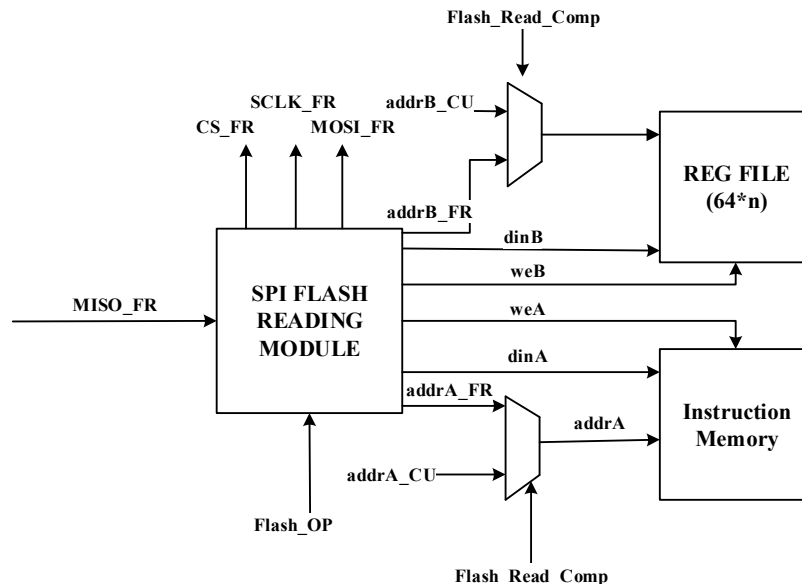 Flash_Read_Comp
SCLK_FR
addrB_CU
CS_FR
MOSI_FR
REG FILE
(64*n)
addrB_FR
dinB
weB
MISO_FR
SPI FLASH
READING
MODULE
weA
dinA
addrA_FR
Instruction
Memory
addrA
addrA_CU
Flash_OP
Flash_Read_Comp